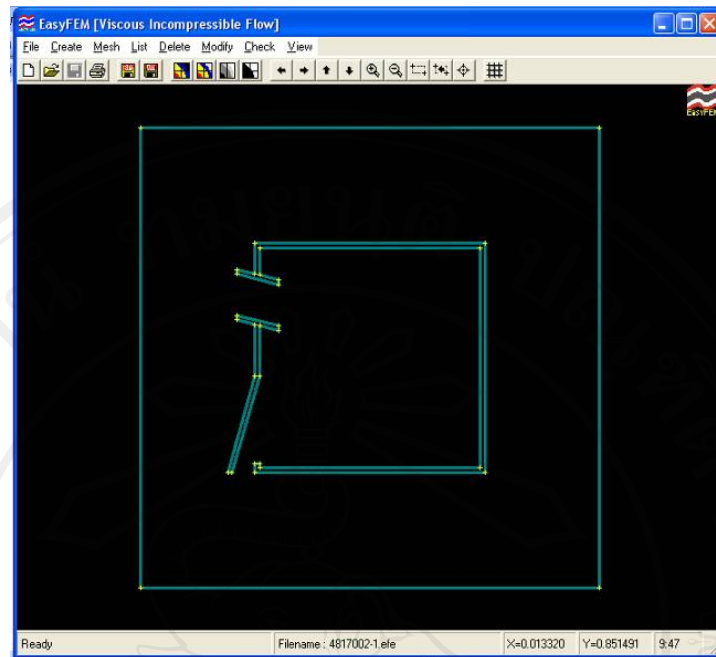 EasyFEM [Viscous Incompressible Flow]
File Create Mesh List Delete Modify Check View
EasyFEM
Ready Filename : 4817002-1.efe X=0.013320 Y=0.851491 9:47